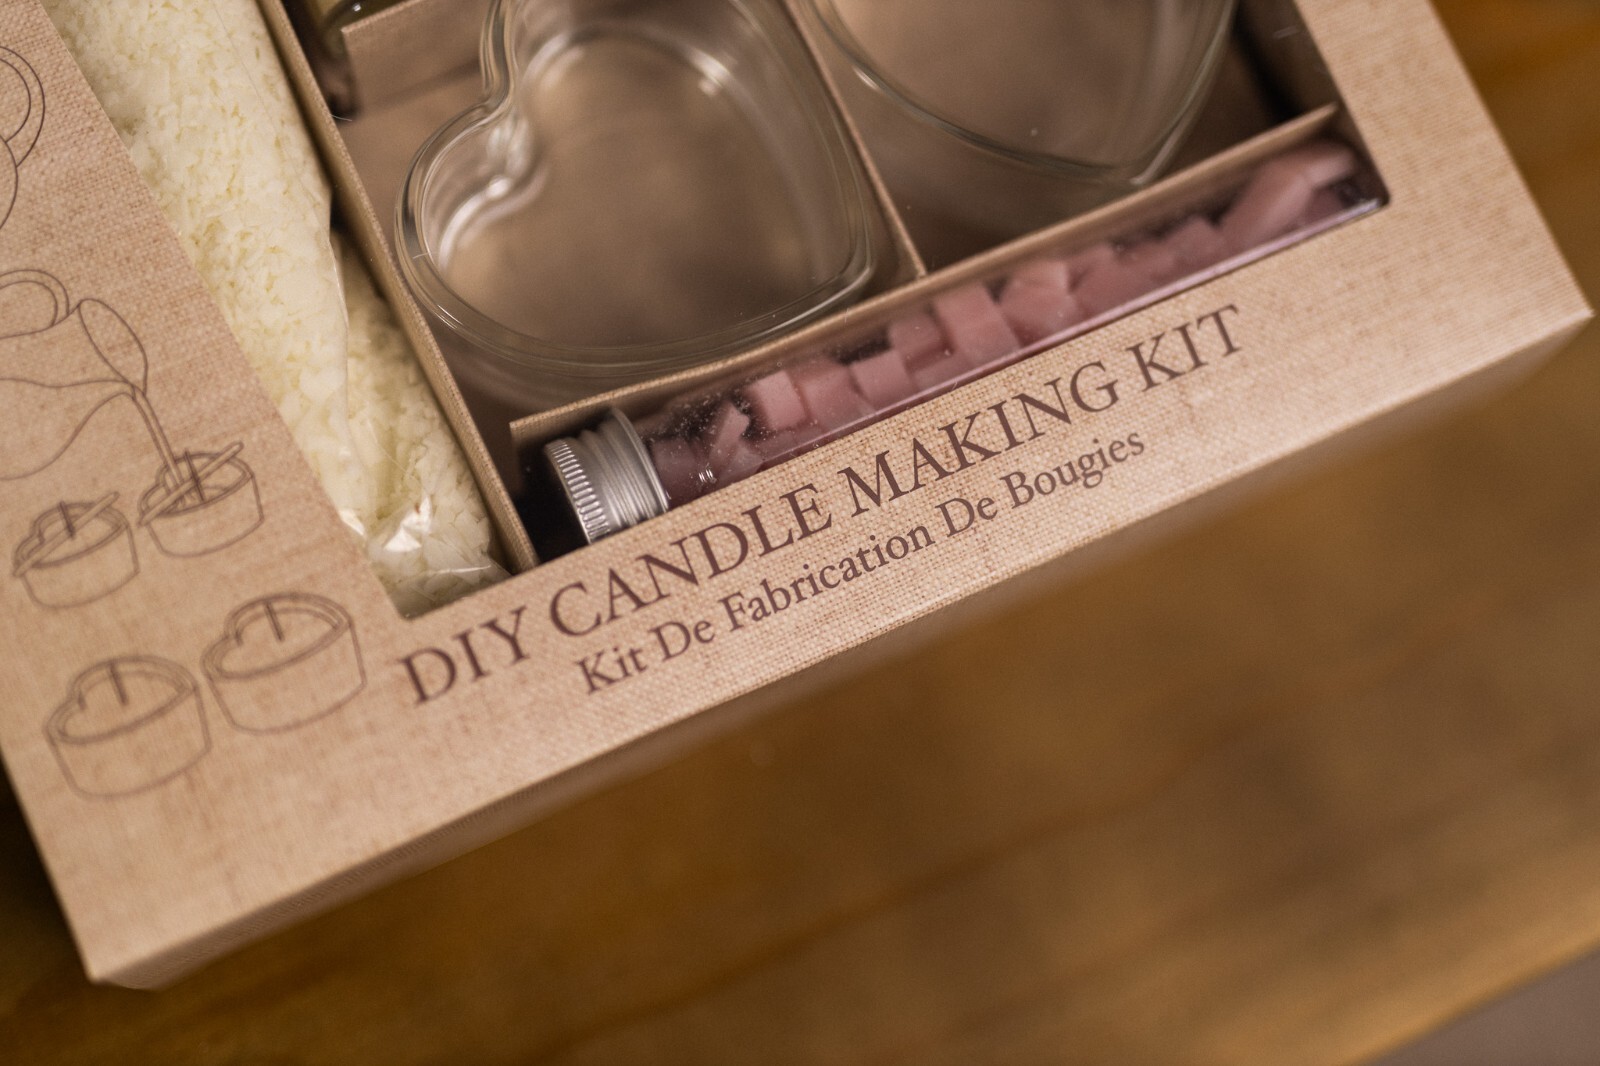 DIY CANDLE MAKING KIT
Kit De Fabrication De Bougies